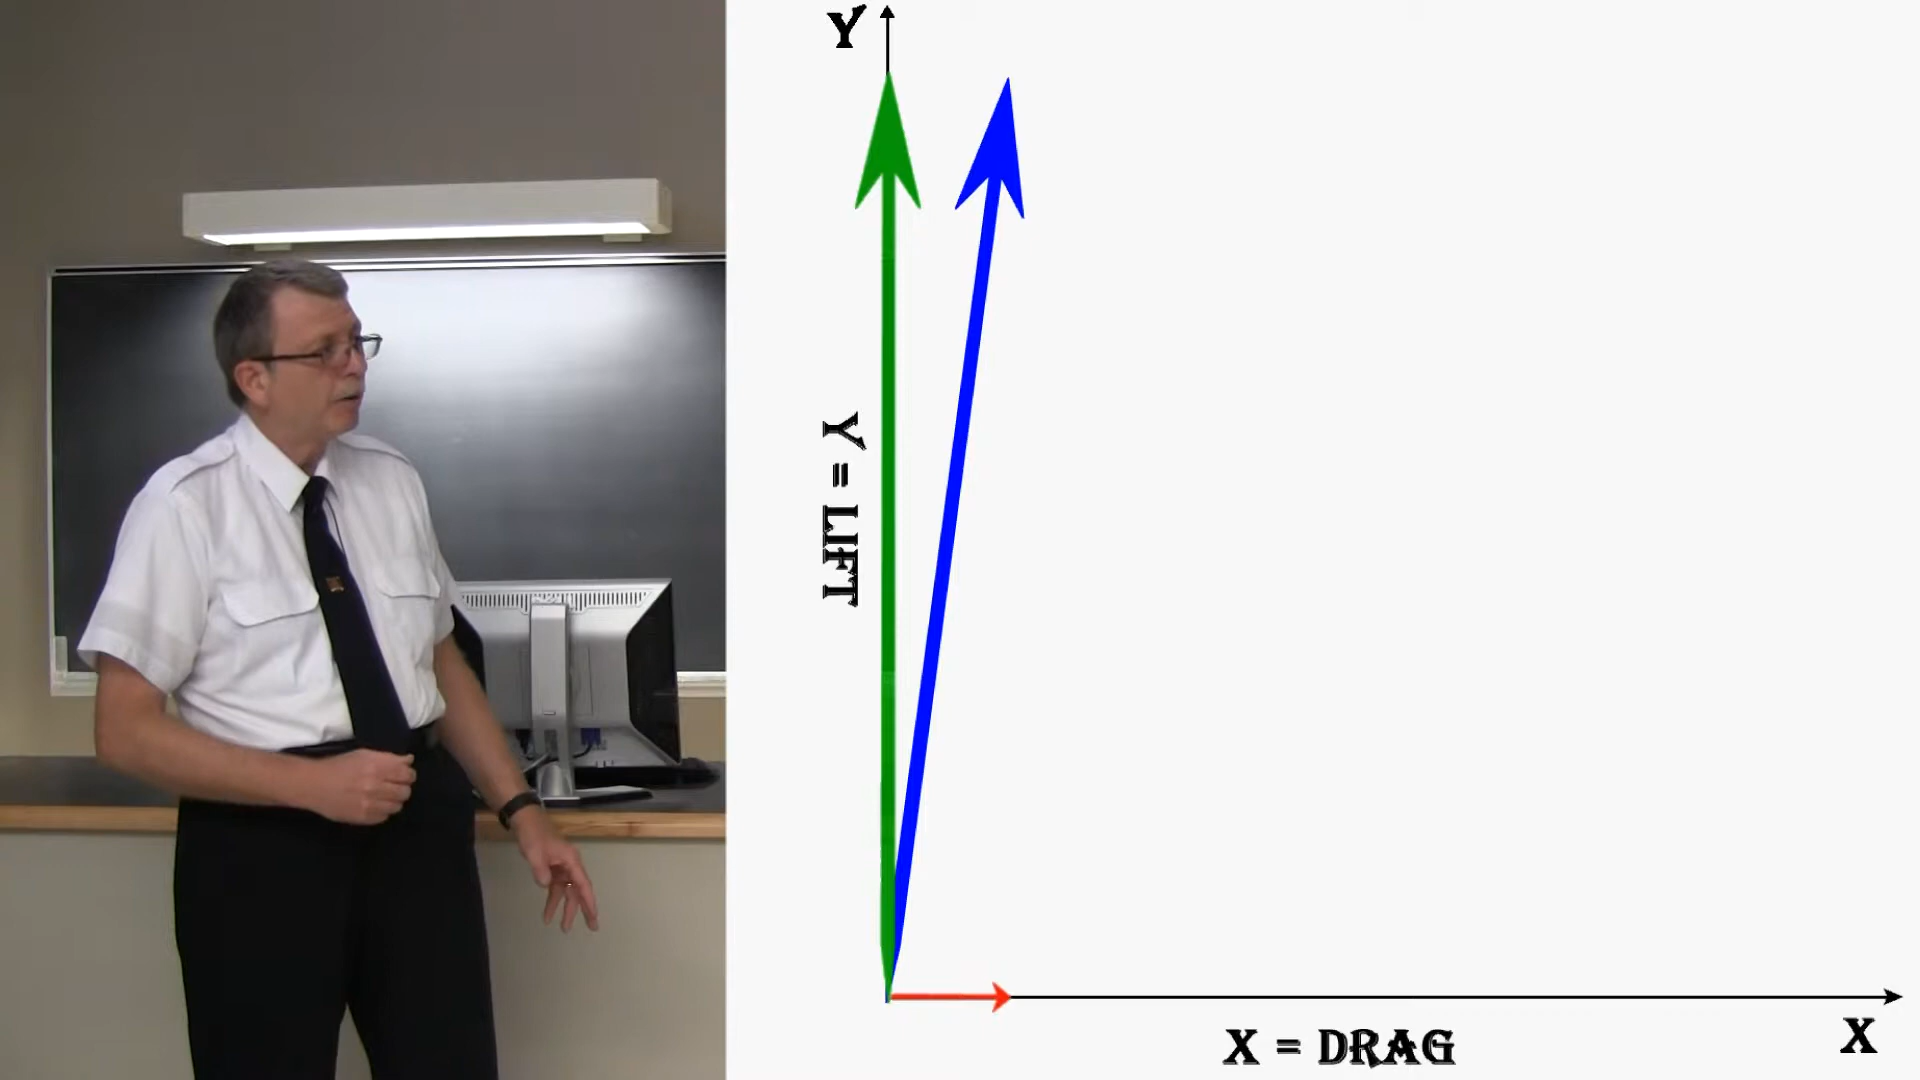 Y
Y = LIFT
X = DRAG
X